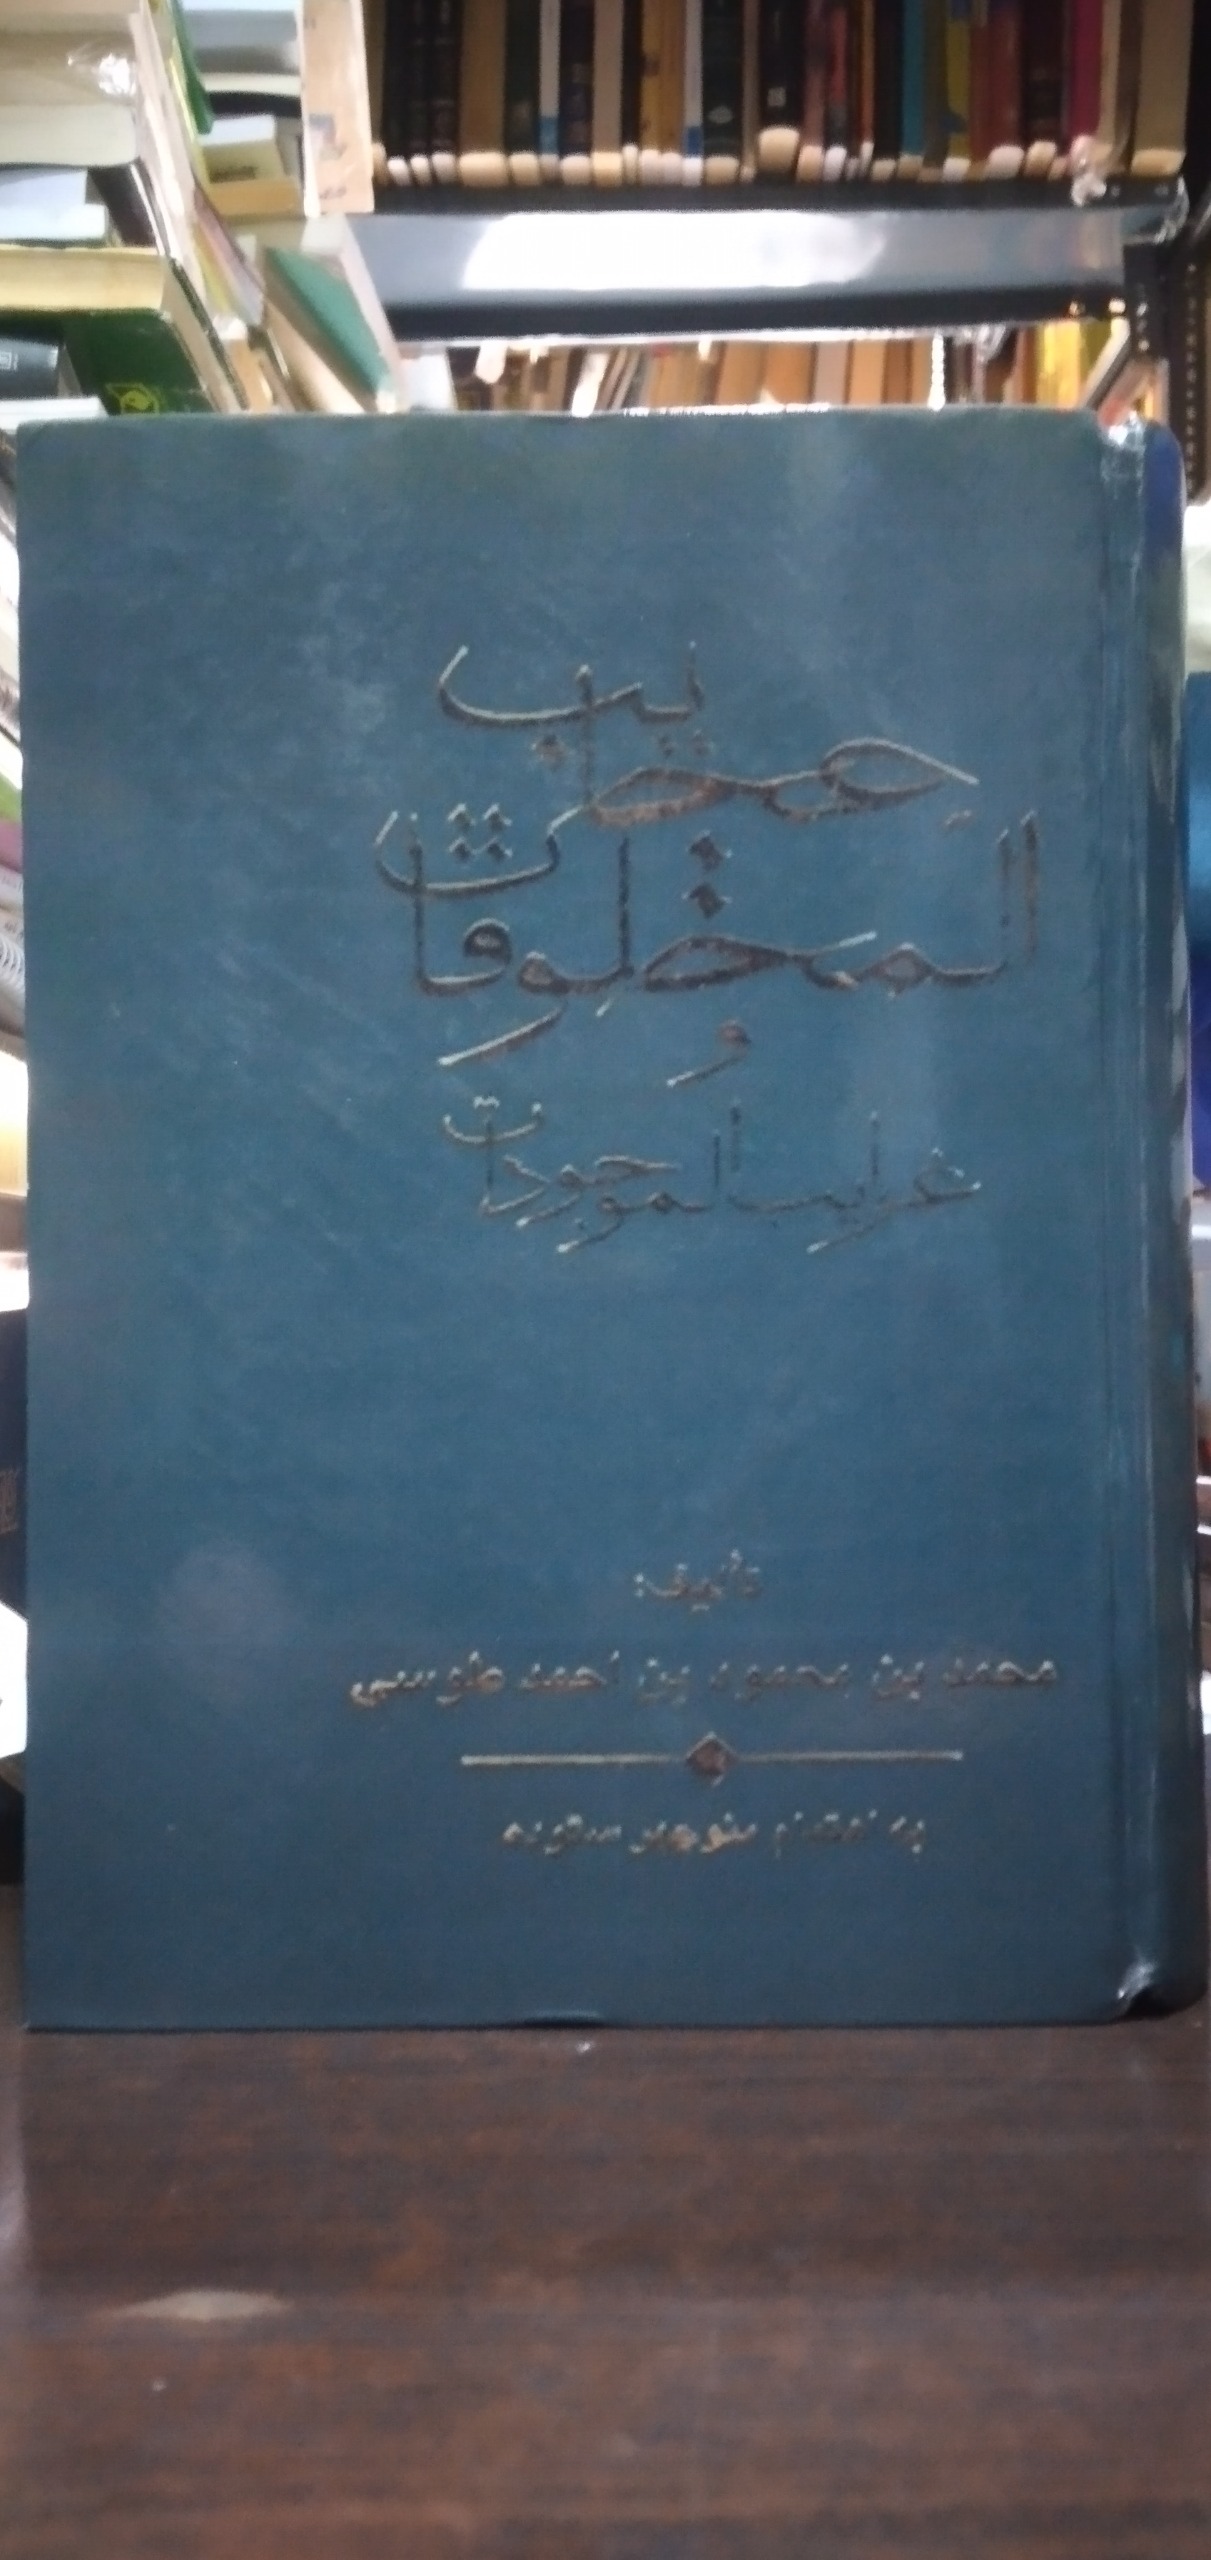 عجایب
المخلوقات
و
غرایب الموجودات
تألیف:
محمد بن محمود بن احمد طوسی
به اهتمام منوچهر ستوده